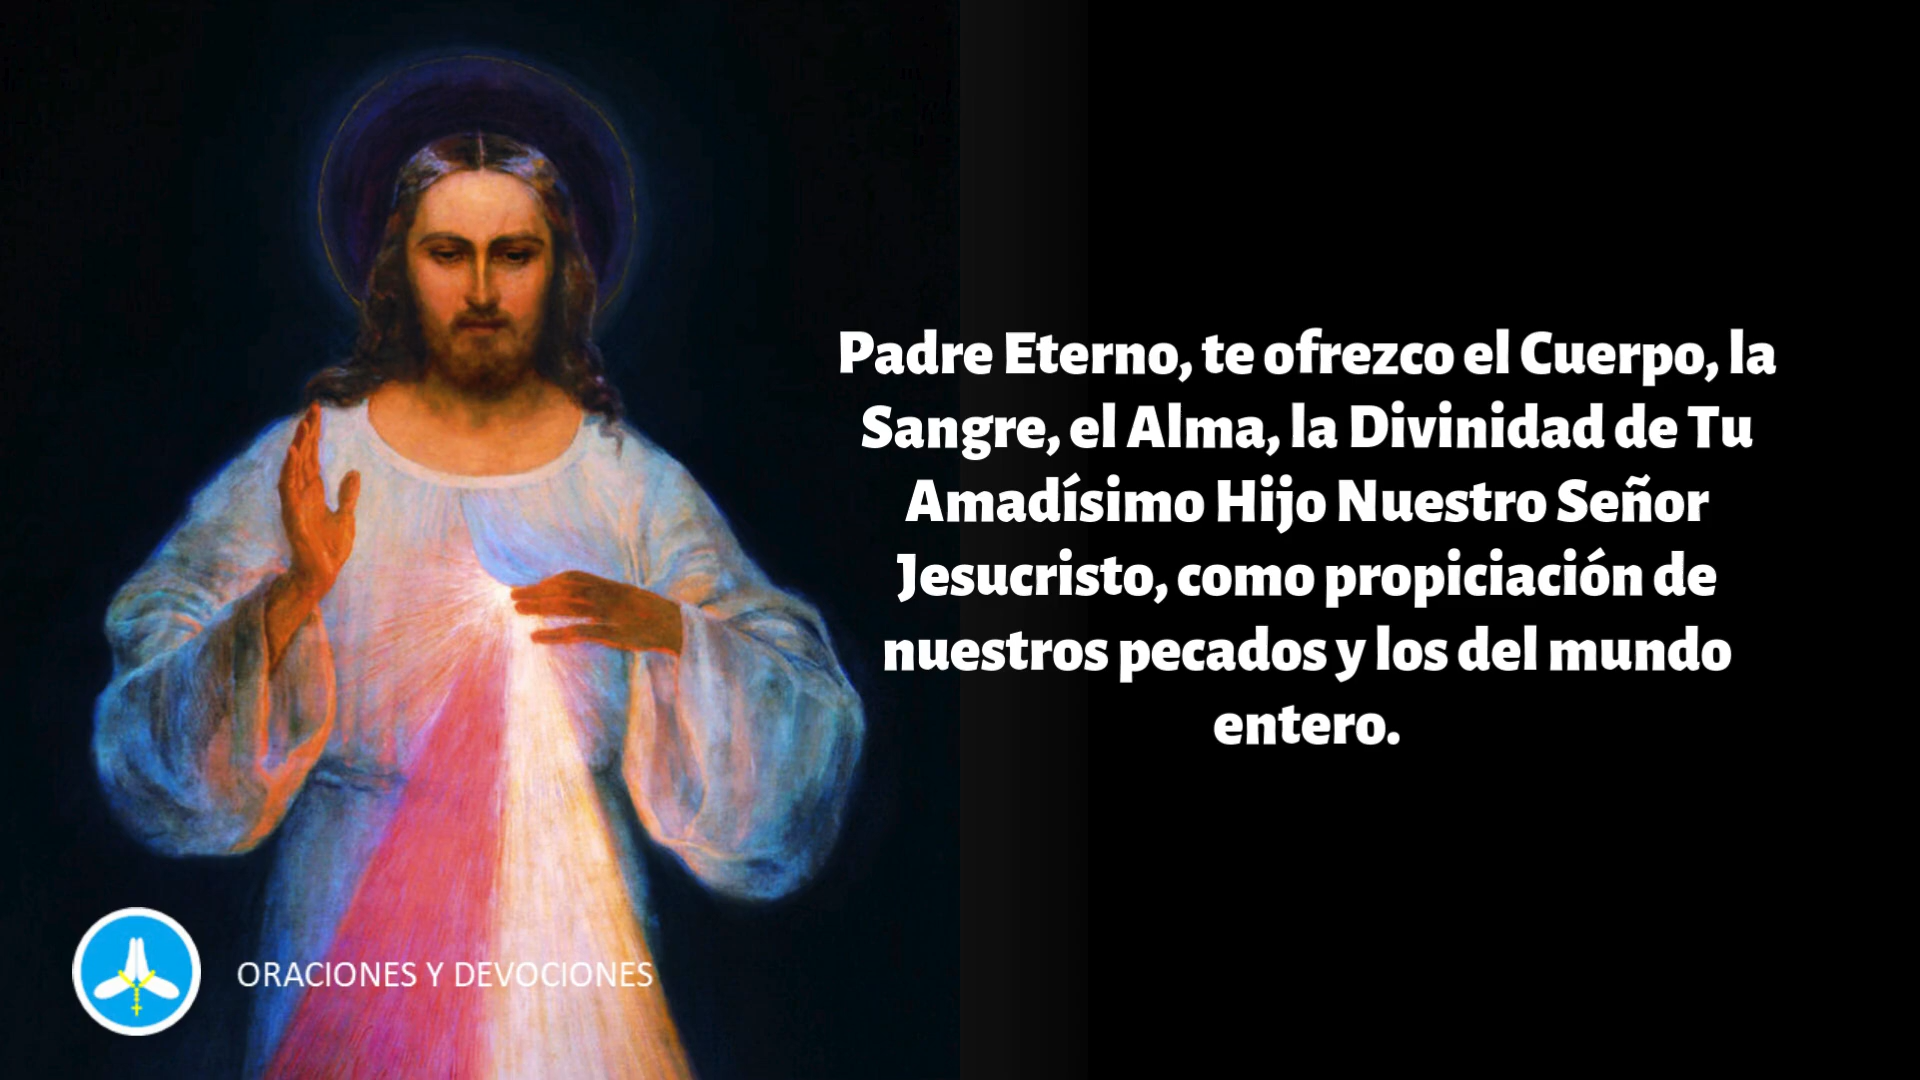 Padre Eterno, te ofrezco el Cuerpo, la
Sangre, el Alma, la Divinidad de Tu
Amadísimo Hijo Nuestro Señor
Jesucristo, como propiciación de
nuestros pecados y los del mundo
entero.
ORACIONES Y DEVOCIONES